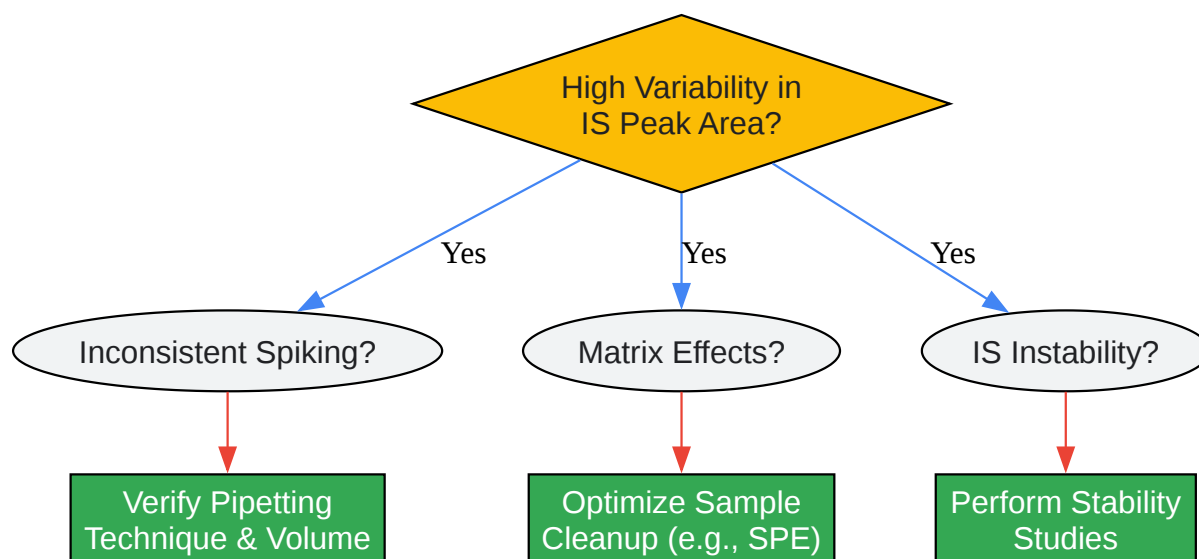 High Variability in
IS Peak Area?
Yes
Yes
Yes
Inconsistent Spiking?
Matrix Effects?
IS Instability?
Verify Pipetting
Technique & Volume
Optimize Sample
Cleanup (e.g., SPE)
Perform Stability
Studies